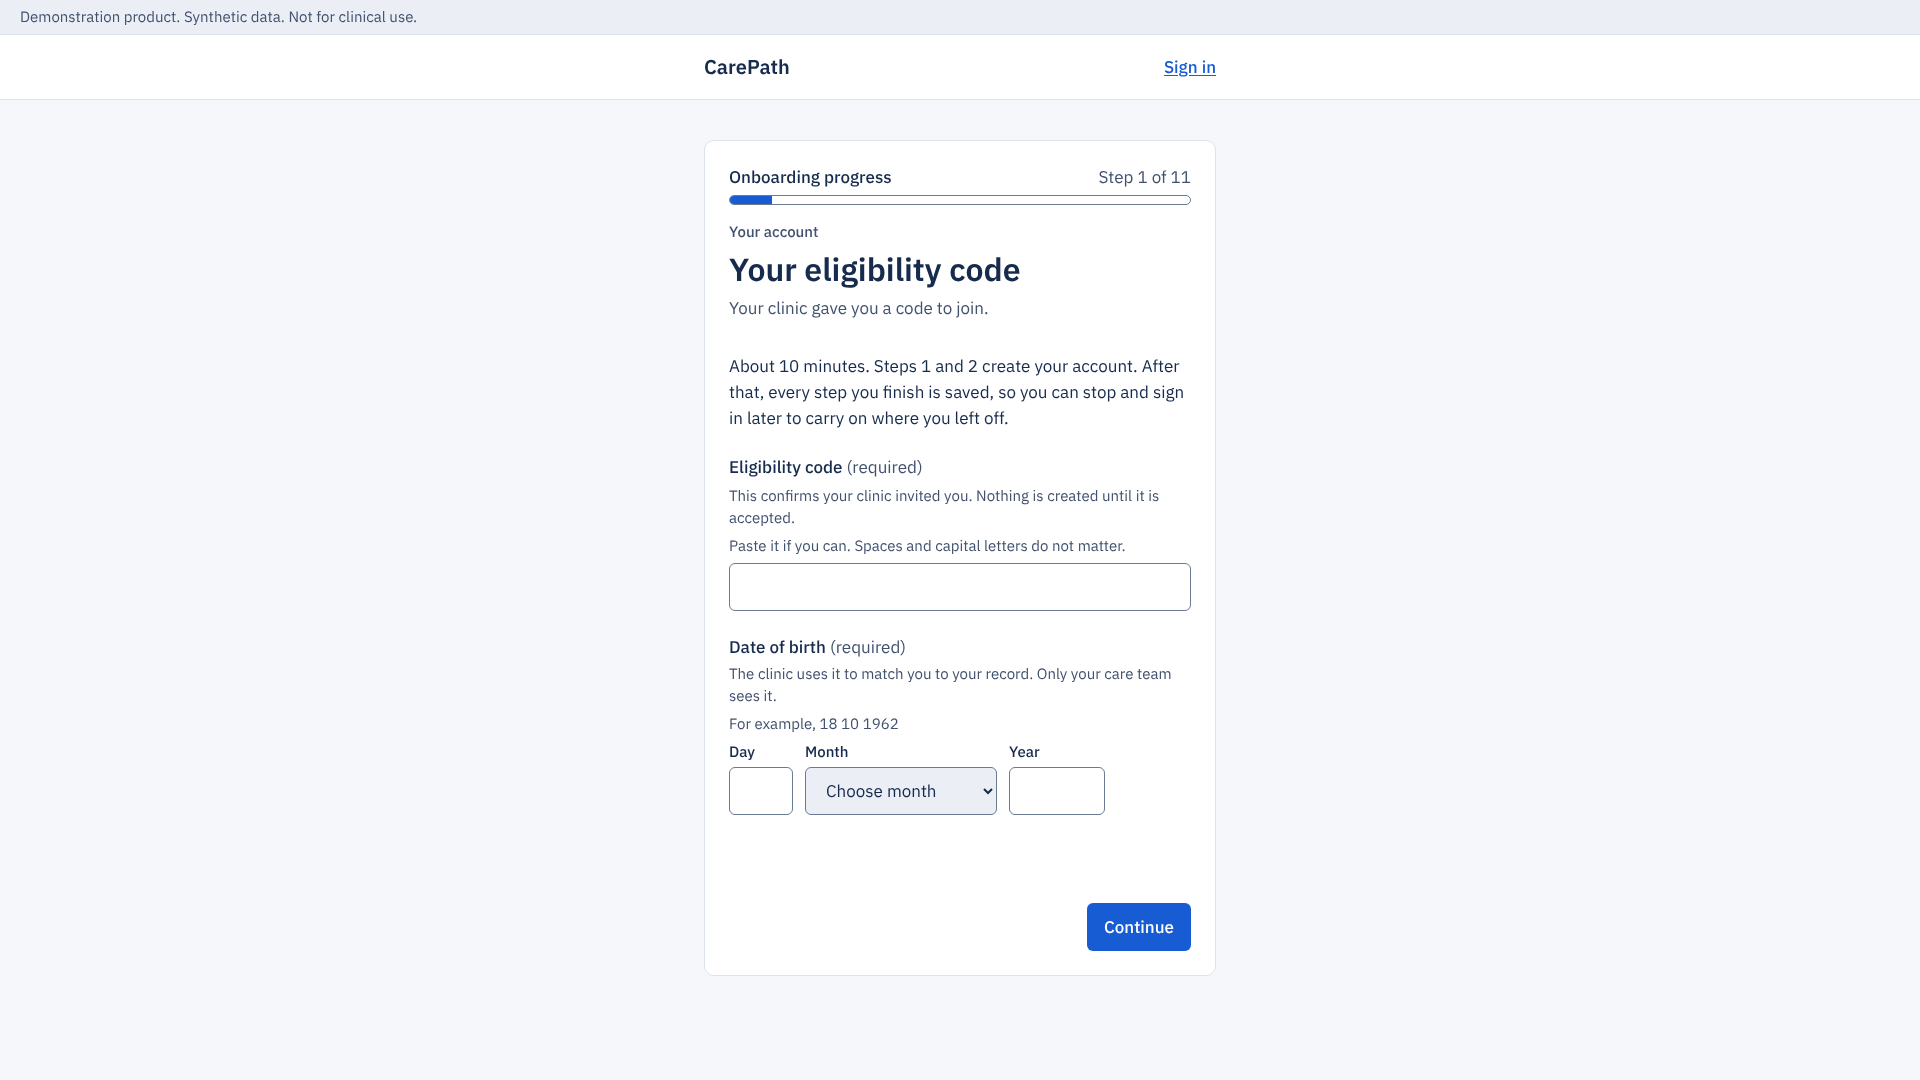 Demonstration product. Synthetic data. Not for clinical use.
CarePath
Sign in
Onboarding progress
Step 1 of 11
Your account
Your eligibility code
Your clinic gave you a code to join.
About 10 minutes. Steps 1 and 2 create your account. After
that, every step you finish is saved, so you can stop and sign
in later to carry on where you left off.
Eligibility code (required)
This confirms your clinic invited you. Nothing is created until it is
accepted.
Paste it if you can. Spaces and capital letters do not matter.
Date of birth (required)
The clinic uses it to match you to your record. Only your care team
sees it.
For example, 18 10 1962
Day
Month
Year
Choose month
Continue